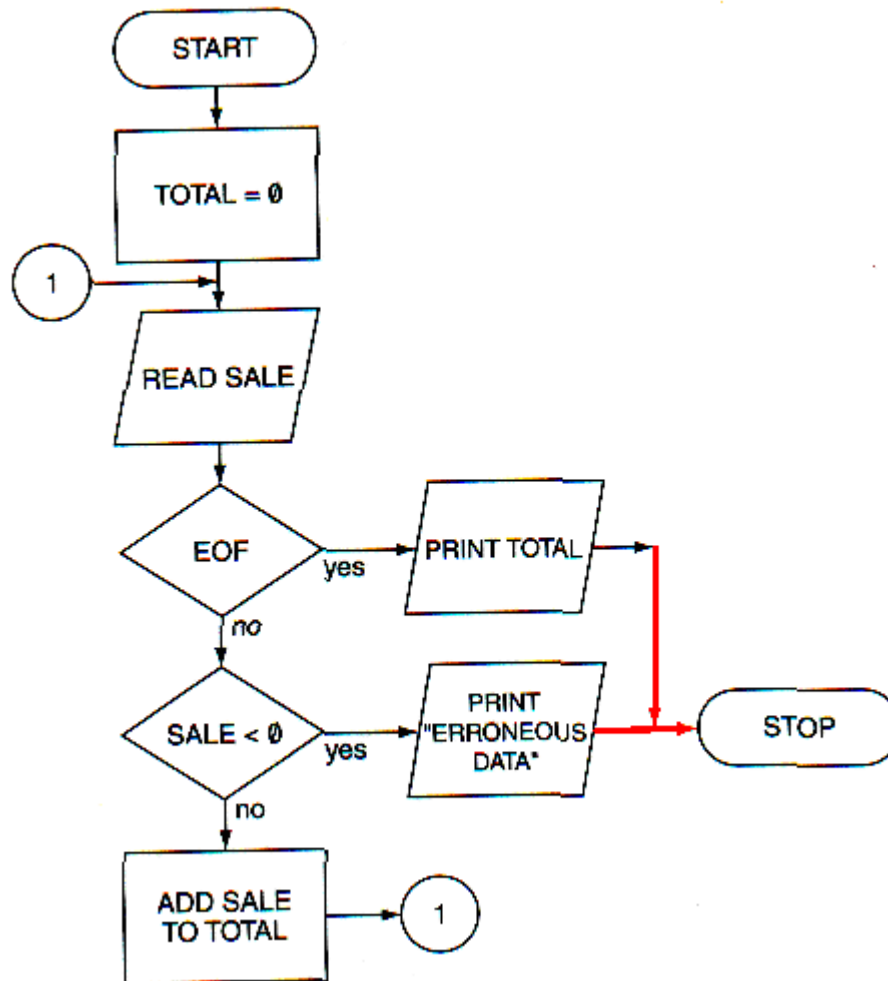 START
TOTAL = 0
1
READ SALE
EOF
yes
PRINT TOTAL
no
SALE < 0
yes
PRINT
"ERRONEOUS
DATA"
STOP
no
ADD SALE
TO TOTAL
1